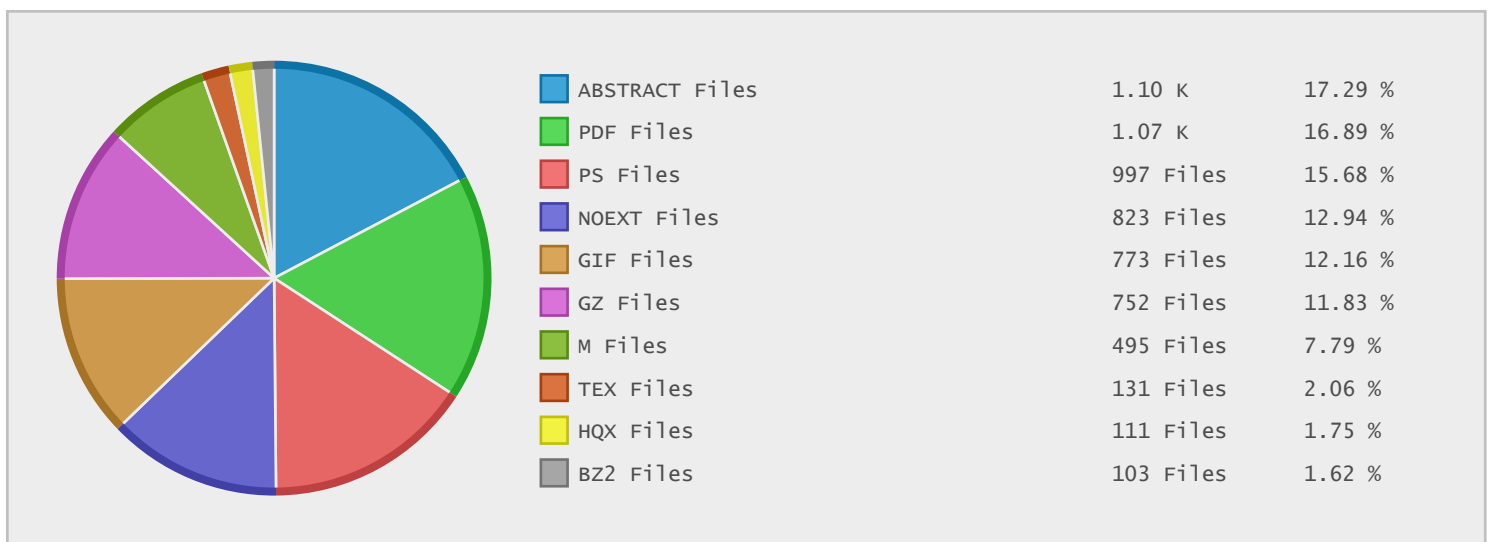 ABSTRACT Files 1.10 K 17.29 %
PDF Files 1.07 K 16.89 %
PS Files 997 Files 15.68 %
NOEXT Files 823 Files 12.94 %
GIF Files 773 Files 12.16 %
GZ Files 752 Files 11.83 %
M Files 495 Files 7.79 %
TEX Files 131 Files 2.06 %
HQX Files 111 Files 1.75 %
BZ2 Files 103 Files 1.62 %